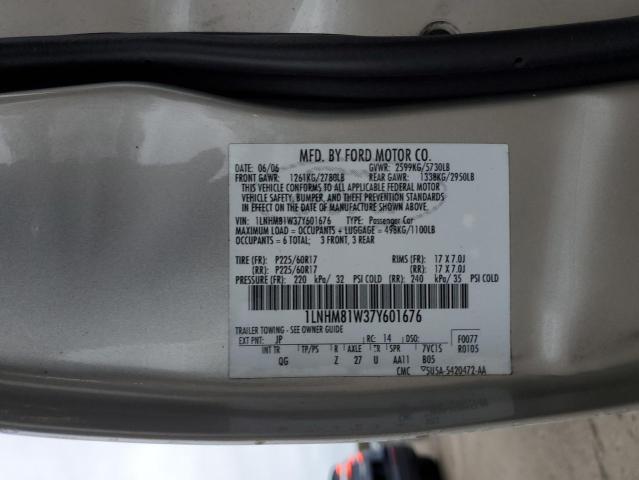 MFD. BY FORD MOTOR CO.
DATE: 06/06 GVWR: 2599KG/5730LB
FRONT GAWR: 1261KG/2780LB REAR GAWR: 1338KG/2950LB
THIS VEHICLE CONFORMS TO ALL APPLICABLE FEDERAL MOTOR
VEHICLE SAFETY, BUMPER, AND THEFT PREVENTION STANDARDS
IN EFFECT ON THE DATE OF MANUFACTURE SHOWN ABOVE.
VIN: 1LNHM81W37Y601676 TYPE: Passenger Car
MAXIMUM LOAD = OCCUPANTS + LUGGAGE = 498KG/1100LB
OCCUPANTS = 6 TOTAL; 3 FRONT, 3 REAR
TIRE (FR): P225/60R17 RIMS (FR): 17 X 7.0J
(RR): P225/60R17 (RR): 17 X 7.0J
PRESSURE (FR): 220 kPa/ 32 PSI COLD (RR): 240 kPa/ 35 PSI COLD
1LNHM81W37Y601676
TRAILER TOWING - SEE OWNER GUIDE
EXT PNT: JP RC: 14 DSO: F0077
INT TR TP/PS R AXLE TR SPR 7VC15 R0105
QG Z 27 U AA11 B05
CMC 5U5A-5420472-AA